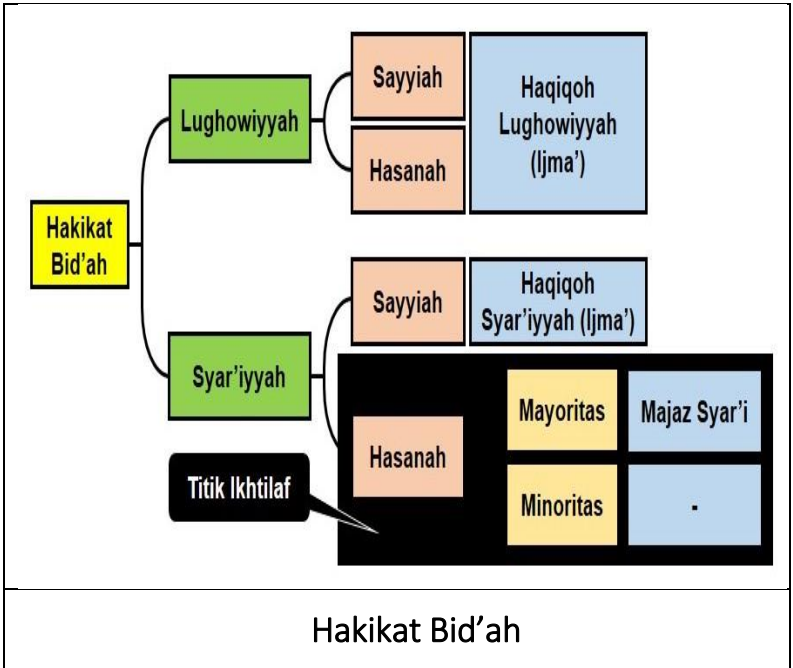 Hakikat
Bid'ah
Lughowiyyah
Sayyiah
Hasanah
Haqiqoh
Lughowiyyah
(Ijma')
Syar'iyyah
Sayyiah
Haqiqoh
Syar'iyyah (Ijma')
Hasanah
Mayoritas
Majaz Syar'i
Minoritas
-
Titik Ikhtilaf
Hakikat Bid'ah